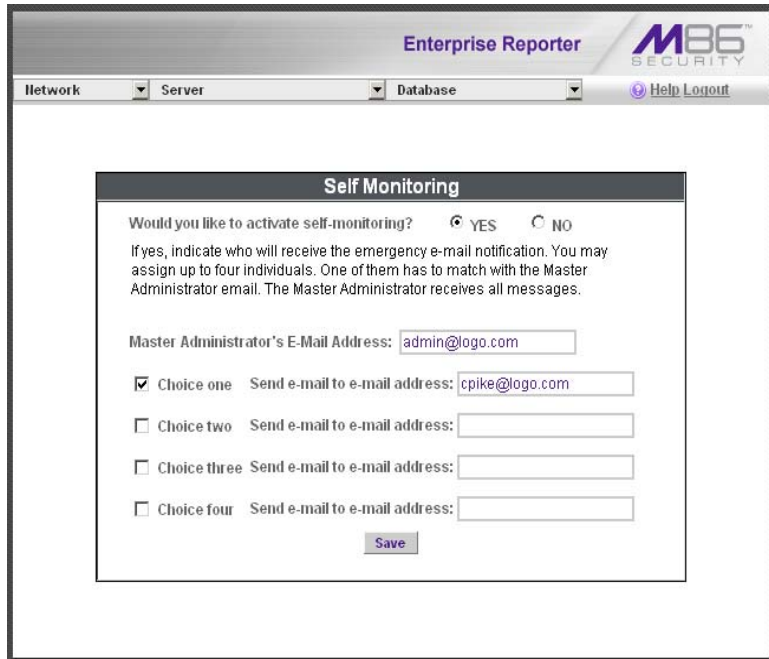 Enterprise Reporter
M86™
SECURITY
Network Server Database Help Logout
Self Monitoring
Would you like to activate self-monitoring? YES NO
If yes, indicate who will receive the emergency e-mail notification. You may
assign up to four individuals. One of them has to match with the Master
Administrator email. The Master Administrator receives all messages.
Master Administrator's E-Mail Address: admin@logo.com
Choice one Send e-mail to e-mail address: cpike@logo.com
Choice two Send e-mail to e-mail address:
Choice three Send e-mail to e-mail address:
Choice four Send e-mail to e-mail address:
Save